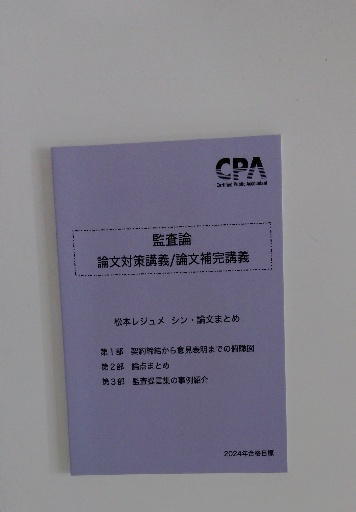 CPA
Certified Public Accountant
監査論
論文対策講義/論文補完講義
松本レジュメ シン・論文まとめ
第1部 契約締結から意見表明までの俯瞰図
第2部 論点まとめ
第3部 監査提言集の事例紹介
2024年合格目標